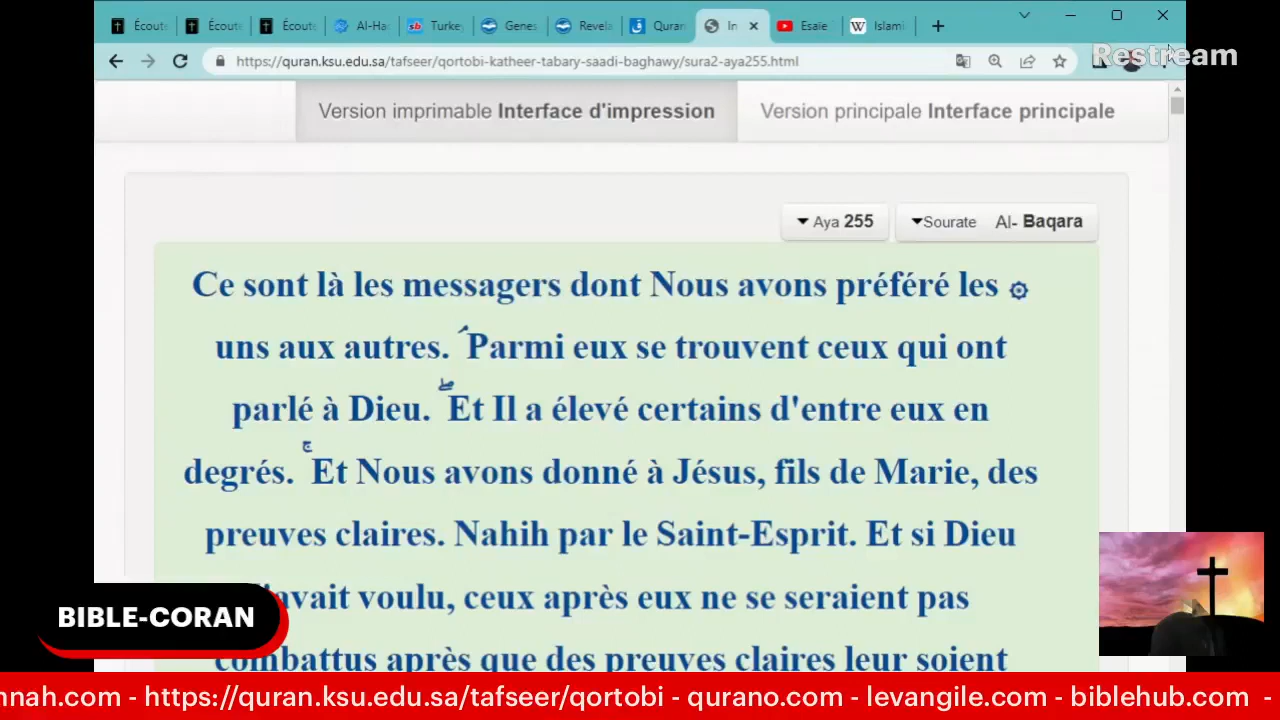 Écoute
Écoute
Écoute
Al-Ha
Turke
Genes
Revela
Quran
In
Esaïe
Islami
https://quran.ksu.edu.sa/tafseer/qortobi-katheer-tabary-saadi-baghawy/sura2-aya255.html
Restream
Version imprimable Interface d'impression
Version principale Interface principale
Aya 255
Sourate Al- Baqara
Ce sont là les messagers dont Nous avons préféré les
uns aux autres. Parmi eux se trouvent ceux qui ont
parlé à Dieu. Et Il a élevé certains d'entre eux en
degrés. Et Nous avons donné à Jésus, fils de Marie, des
preuves claires. Nahih par le Saint-Esprit. Et si Dieu
l'avait voulu, ceux après eux ne se seraient pas
combattus après que des preuves claires leur soient
BIBLE-CORAN
nnah.com - https://quran.ksu.edu.sa/tafseer/qortobi - qurano.com - levangile.com - biblehub.com -